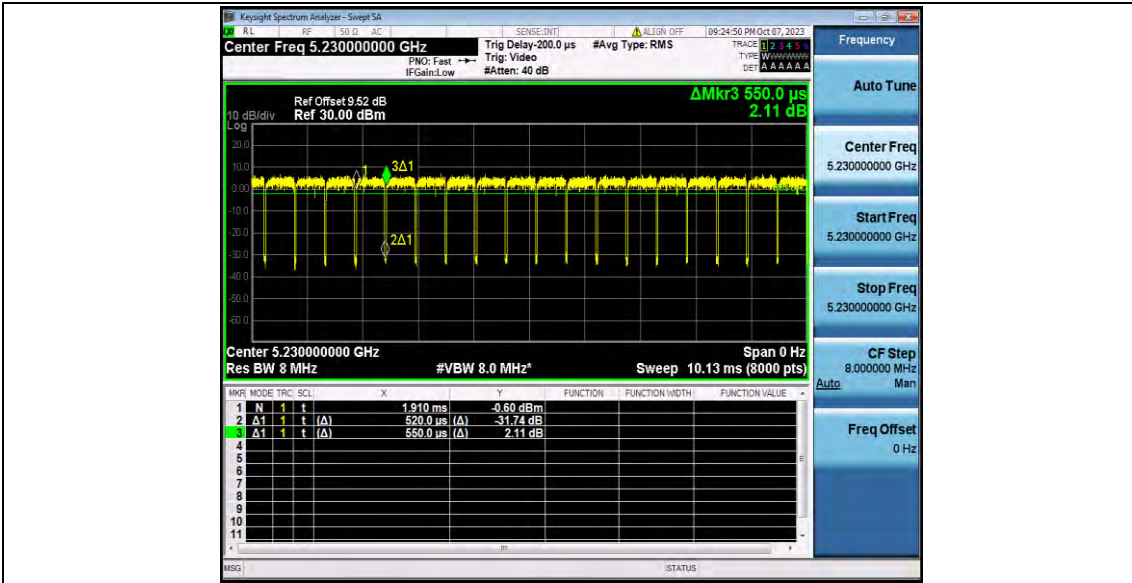 Keysight Spectrum Analyzer - Swept SA
RL RF 50 Ω AC SENSE:INT ALIGN OFF 09:24:50 PM Oct 07, 2023
Center Freq 5.230000000 GHz
PNO: Fast
IFGain:Low
Trig Delay-200.0 µs
Trig: Video
#Atten: 40 dB
#Avg Type: RMS
TRACE 1 2 3 4 5 6
TYPE
DET A A A A A A
ΔMkr3 550.0 µs
2.11 dB
Ref Offset 9.52 dB
10 dB/div Ref 30.00 dBm
Log
20.0
10.0
0.00
-10.0
-20.0
-30.0
-40.0
-50.0
-60.0
1
3Δ1
2Δ1
Center 5.230000000 GHz Span 0 Hz
Res BW 8 MHz #VBW 8.0 MHz* Sweep 10.13 ms (8000 pts)
MKR MODE TRC SCL X Y FUNCTION FUNCTION WIDTH FUNCTION VALUE
1 N 1 t 1.910 ms -0.60 dBm
2 Δ1 1 t (Δ) 520.0 µs (Δ) -31.74 dB
3 Δ1 1 t (Δ) 550.0 µs (Δ) 2.11 dB
4
5
6
7
8
9
10
11
MSG STATUS
Frequency
Auto Tune
Center Freq
5.230000000 GHz
Start Freq
5.230000000 GHz
Stop Freq
5.230000000 GHz
CF Step
8.000000 MHz
Auto Man
Freq Offset
0 Hz